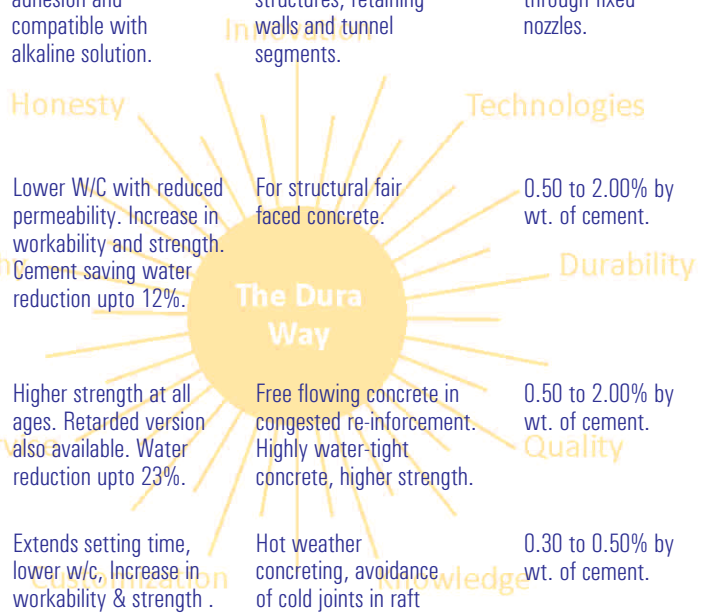 adhesion and
compatible with
alkaline solution.
structures, retaining
walls and tunnel
segments.
through fixed
nozzles.
Innovation
Honesty
Technologies
Lower W/C with reduced
permeability. Increase in
workability and strength.
Cement saving water
reduction upto 12%.
For structural fair
faced concrete.
0.50 to 2.00% by
wt. of cement.
Durability
The Dura
Way
Higher strength at all
ages. Retarded version
also available. Water
reduction upto 23%.
Free flowing concrete in
congested re-inforcement.
Highly water-tight
concrete, higher strength.
0.50 to 2.00% by
wt. of cement.
Quality
Extends setting time,
lower w/c, Increase in
workability & strength .
Hot weather
concreting, avoidance
of cold joints in raft
0.30 to 0.50% by
wt. of cement.
Customization
Knowledge